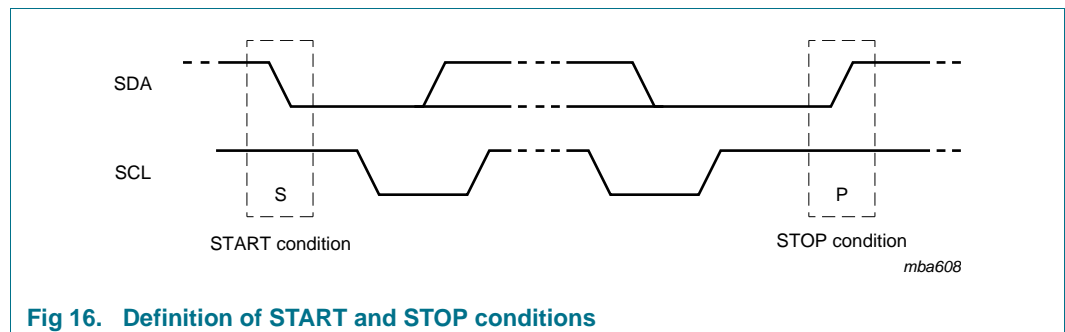 SDA
SCL
S
P
START condition
STOP condition
mba608
Fig 16. Definition of START and STOP conditions